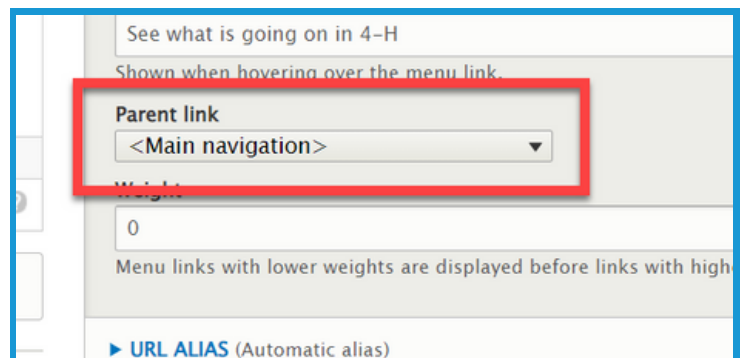 See what is going on in 4-H
Shown when hovering over the menu link.
Parent link
<Main navigation>
Weight
0
Menu links with lower weights are displayed before links with
URL ALIAS (Automatic alias)